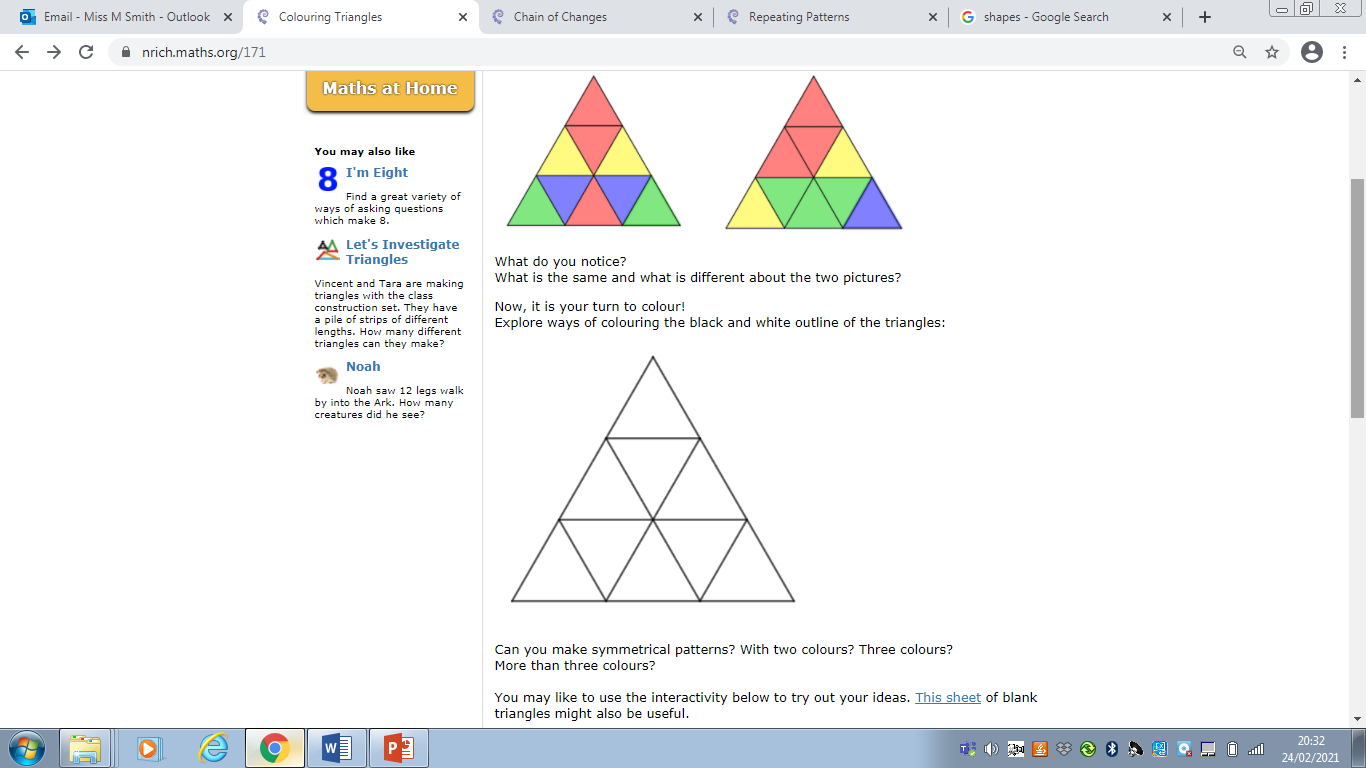 Email - Miss M Smith - Outlook
Colouring Triangles
Chain of Changes
Repeating Patterns
shapes - Google Search
nrich.maths.org/171
Maths at Home
You may also like
8
I'm Eight
Find a great variety of
ways of asking questions
which make 8.
Let's Investigate
Triangles
Vincent and Tara are making
triangles with the class
construction set. They have
a pile of strips of different
lengths. How many different
triangles can they make?
Noah
Noah saw 12 legs walk
by into the Ark. How many
creatures did he see?
What do you notice?
What is the same and what is different about the two pictures?
Now, it is your turn to colour!
Explore ways of colouring the black and white outline of the triangles:
Can you make symmetrical patterns? With two colours? Three colours?
More than three colours?
You may like to use the interactivity below to try out your ideas. This sheet of blank
triangles might also be useful.
20:32
24/02/2021